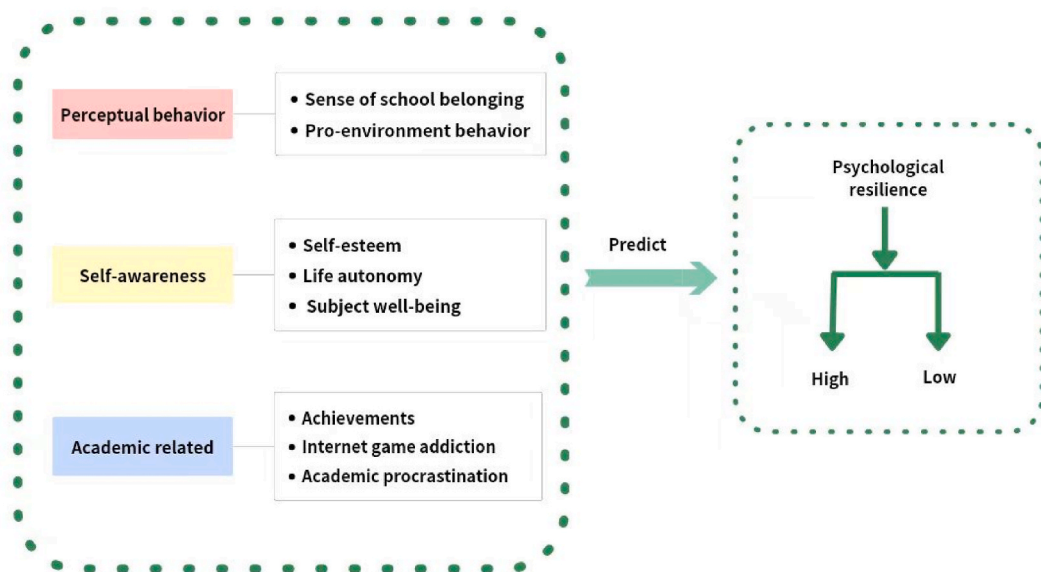 Perceptual behavior
• Sense of school belonging
• Pro-environment behavior
Self-awareness
• Self-esteem
• Life autonomy
• Subject well-being
Academic related
• Achievements
• Internet game addiction
• Academic procrastination
Predict
Psychological
resilience
High
Low